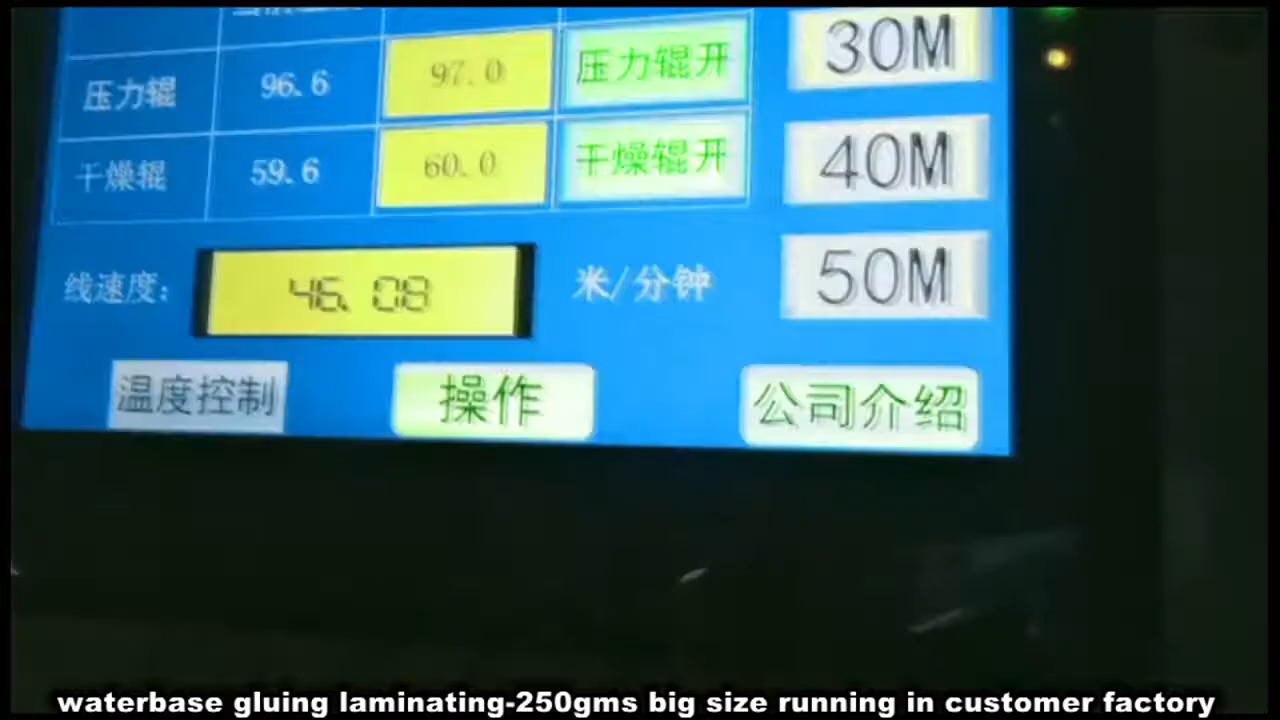 压力辊 96.6 97.0 压力辊开 30M
干燥辊 59.6 60.0 干燥辊开 40M
线速度: 46.08 米/分钟 50M
温度控制 操作 公司介绍
waterbase gluing laminating-250gms big size running in customer factory